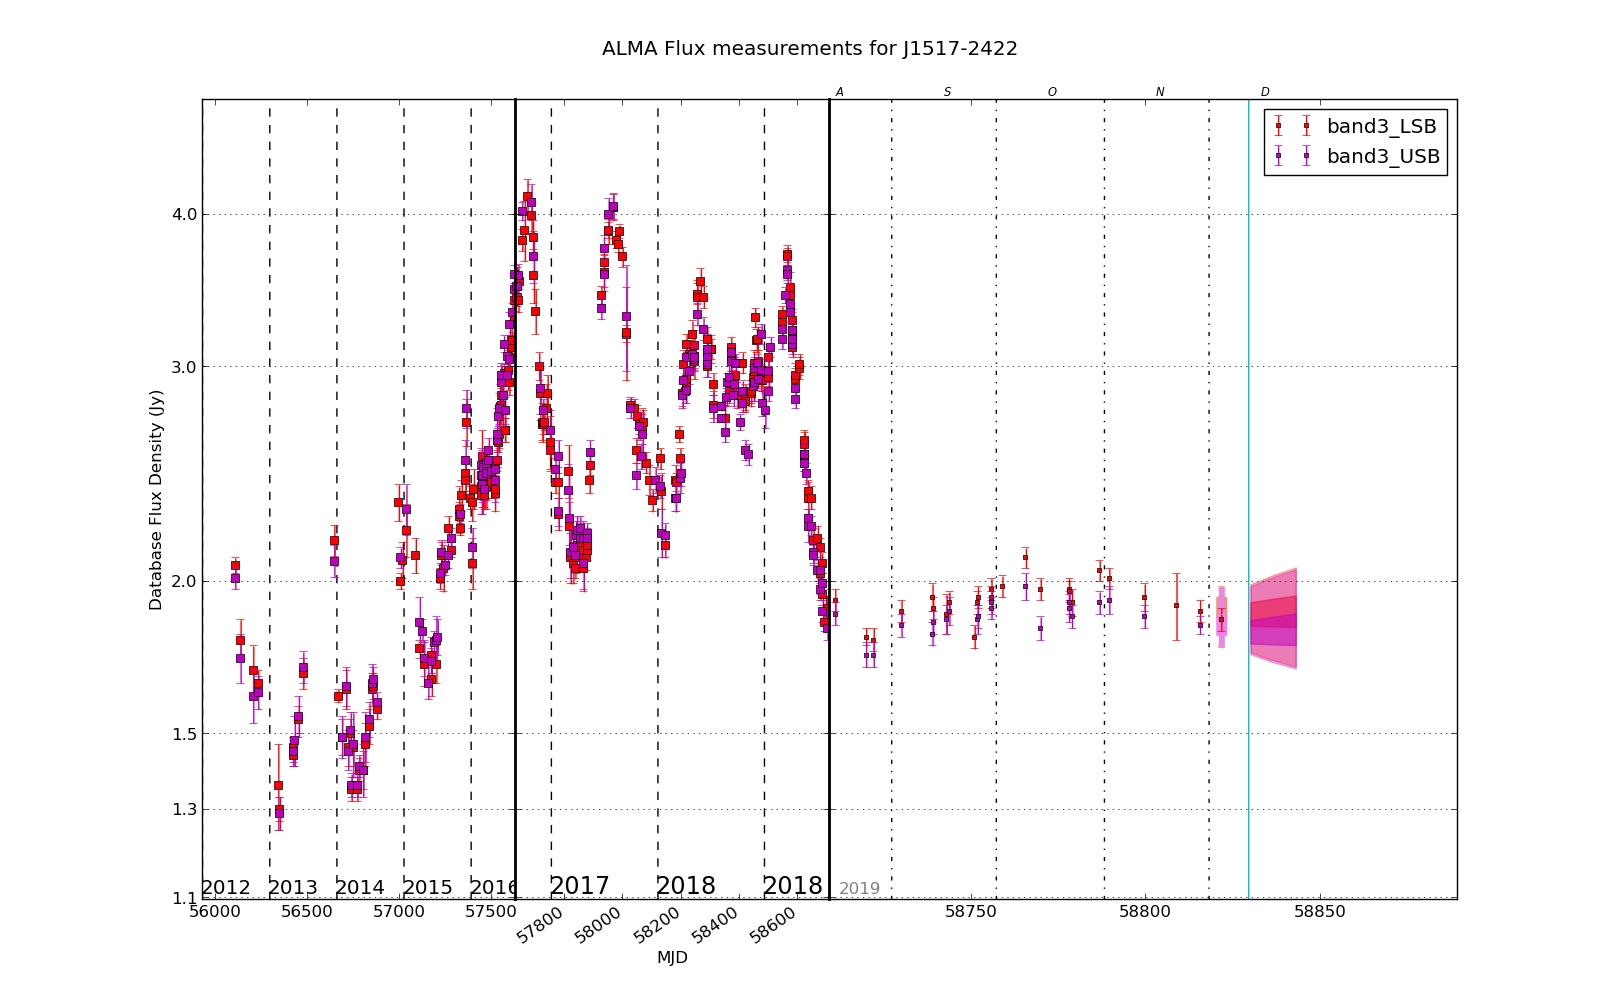 ALMA Flux measurements for J1517-2422
A S O N D
band3_LSB
band3_USB
4.0
3.0
2.0
1.5
1.3
1.1
Database Flux Density (Jy)
2012 2013 2014 2015 2016 2017 2018 2018 2019
56000 56500 57000 57500 57800 58000 58200 58400 58600 58750 58800 58850
MJD